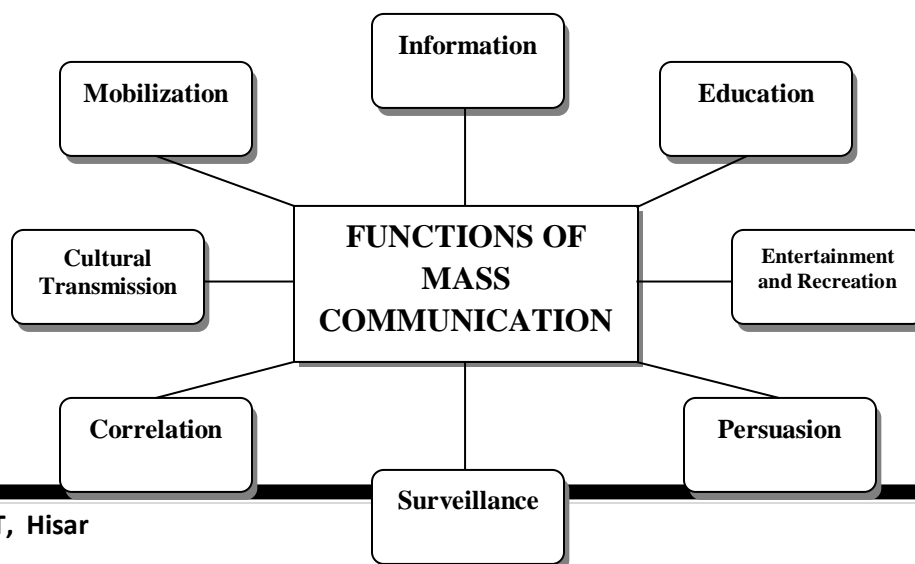 Information
Mobilization
Education
FUNCTIONS OF
MASS
COMMUNICATION
Cultural
Transmission
Entertainment
and Recreation
Correlation
Persuasion
Surveillance
Hisar